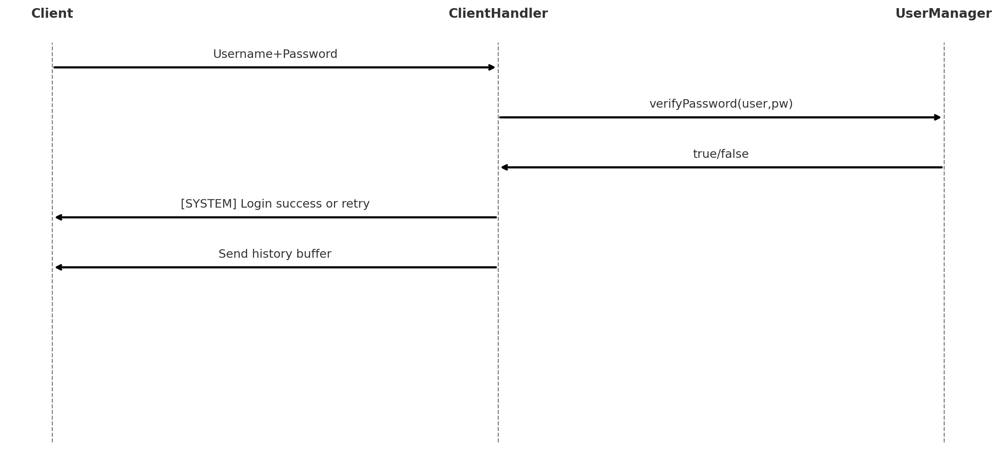 Client
ClientHandler
UserManager
Username+Password
verifyPassword(user,pw)
true/false
[SYSTEM] Login success or retry
Send history buffer